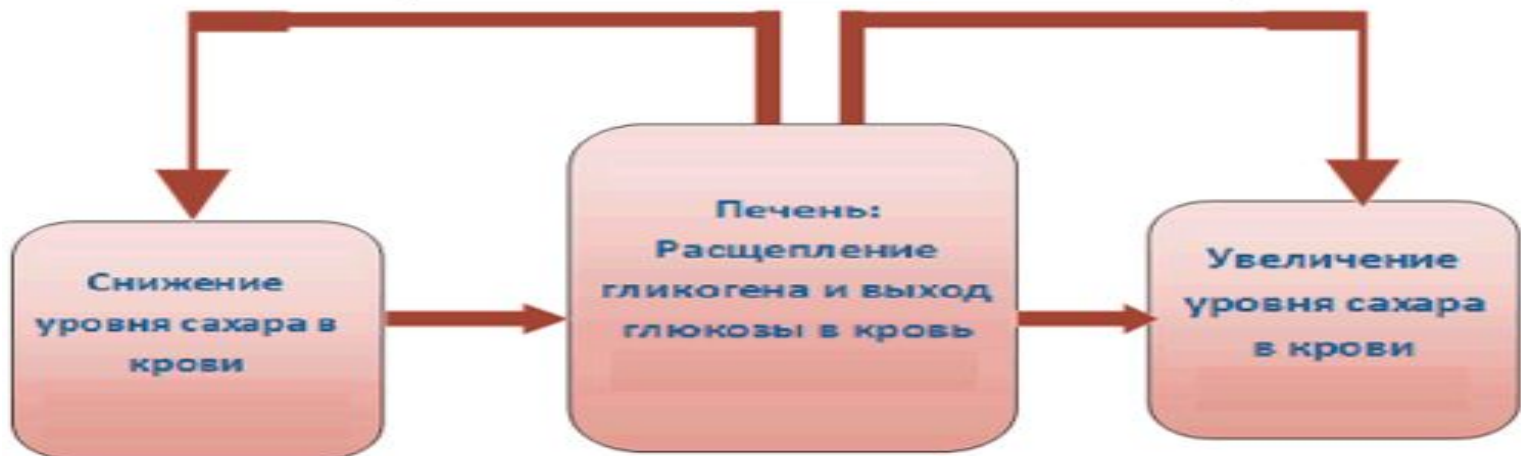 Снижение
уровня сахара в
крови
Печень:
Расщепление
гликогена и выход
глюкозы в кровь
Увеличение
уровня сахара
в крови